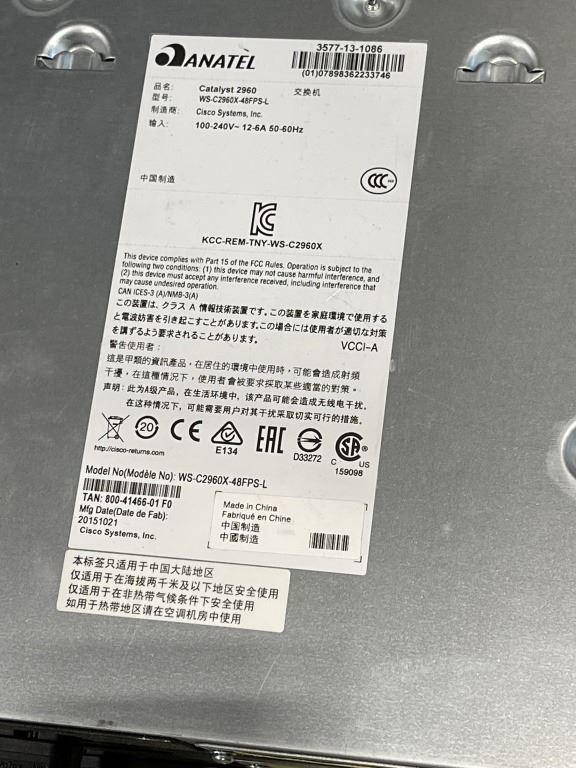 ANATEL
3577-13-1086
(01)07898362233746
品名: Catalyst 2960 交换机
型号: WS-C2960X-48FPS-L
制造商: Cisco Systems, Inc.
输入: 100-240V~ 12-6A 50-60Hz
中国制造
CCC
KCC-REM-TNY-WS-C2960X
This device complies with Part 15 of the FCC Rules. Operation is subject to the
following two conditions: (1) this device may not cause harmful interference, and
(2) this device must accept any interference received, including interference that
may cause undesired operation.
CAN ICES-3 (A)/NMB-3(A)
この装置は、クラス A 情報技術装置です。この装置を家庭環境で使用する
と電波妨害を引き起こすことがあります。この場合には使用者が適切な対策
を講ずるよう要求されることがあります。 VCCI-A
警告使用者:
這是甲類的資訊產品，在居住的環境中使用時，可能會造成射頻
干擾，在這種情況下，使用者會被要求採取某些適當的對策。
声明: 此为A级产品，在生活环境中，该产品可能会造成无线电干扰。
在这种情况下，可能需要用户对其干扰采取切实可行的措施。
20 CE E134 EAC D33272 C SA US 159098
http://cisco-returns.com
Model No(Modèle No): WS-C2960X-48FPS-L
TAN: 800-41466-01 F0
Mfg Date(Date de Fab):
20151021
Cisco Systems, Inc.
Made in China
Fabriqué en Chine
中国制造
中國製造
本标签只适用于中国大陆地区
仅适用于在海拔两千米及以下地区安全使用
仅适用于在非热带气候条件下安全使用
如用于热带地区请在空调机房中使用